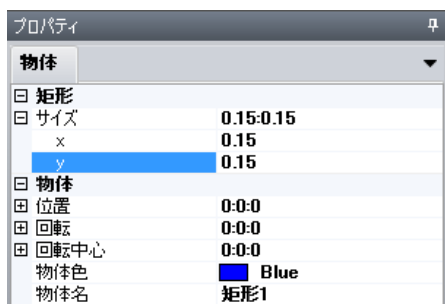 プロパティ
物体
矩形
サイズ 0.15:0.15
x 0.15
y 0.15
物体
位置 0:0:0
回転 0:0:0
回転中心 0:0:0
物体色 Blue
物体名 矩形1